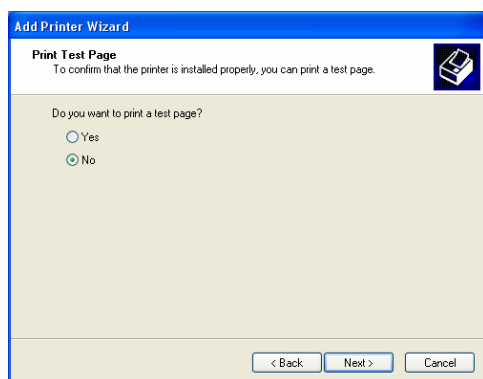 Add Printer Wizard
Print Test Page
To confirm that the printer is installed properly, you can print a test page.
Do you want to print a test page?
Yes
No
< Back Next > Cancel